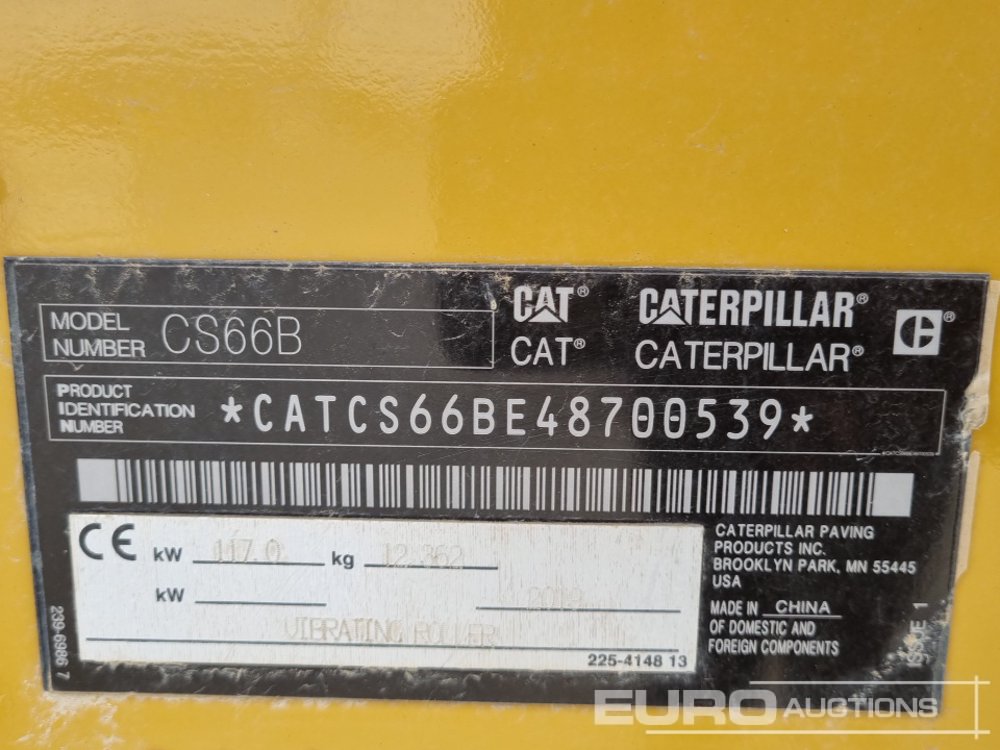 MODEL NUMBER CS66B
CAT® CATERPILLAR®
CAT® CATERPILLAR®
PRODUCT IDENTIFICATION NUMBER *CATCS66BE48700539*
CE kW 117.0 kg 12 362
kW
VIBRATING ROLLER
225-4148 13
239-6986 7
CATERPILLAR PAVING
PRODUCTS INC.
BROOKLYN PARK, MN 55445
USA
MADE IN CHINA
OF DOMESTIC AND
FOREIGN COMPONENTS
ISSUE 1
EURO AUCTIONS